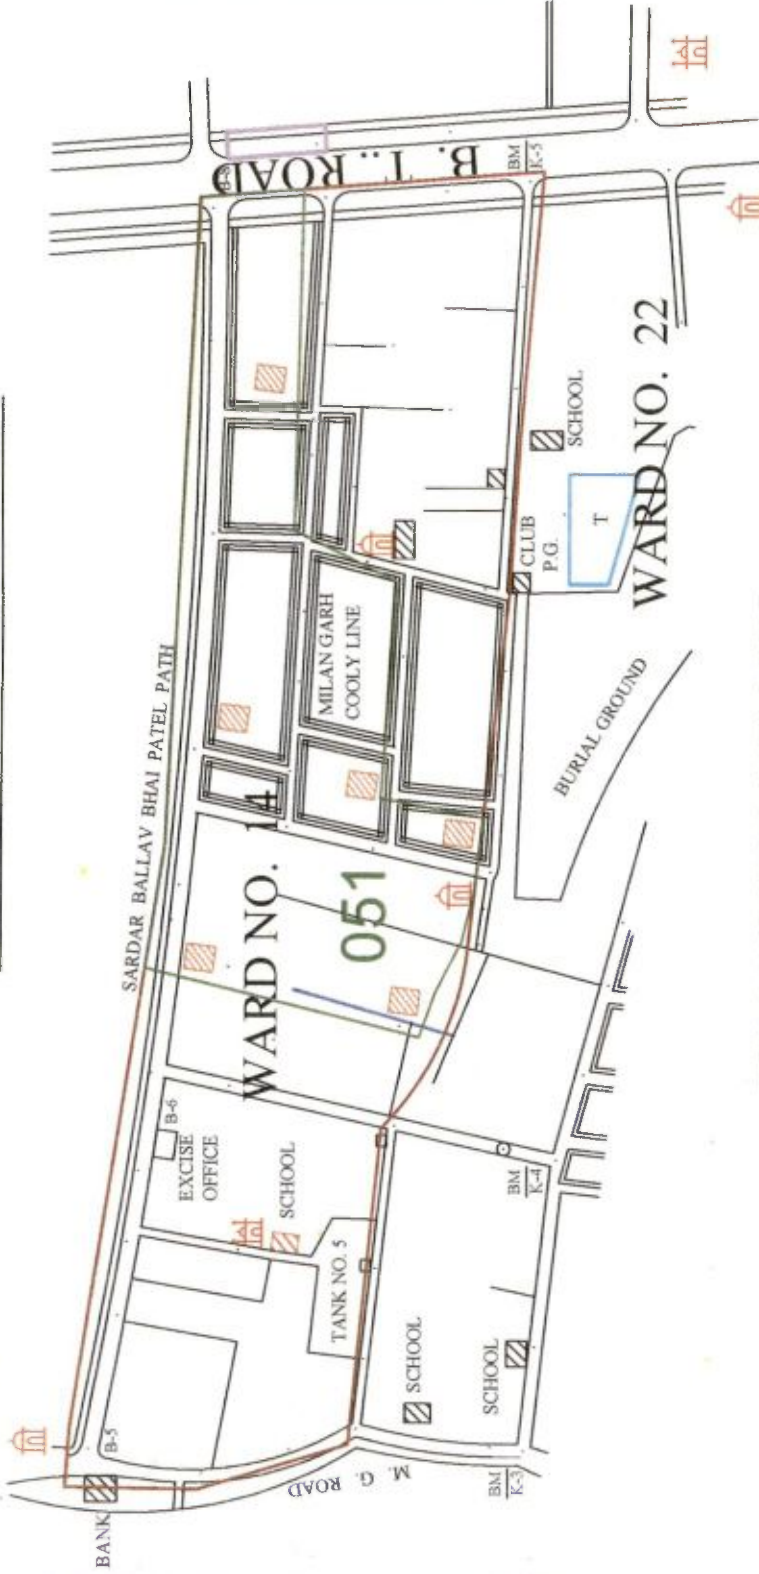 B. T.. ROAD
B-8
BM
K-5
SCHOOL
WARD NO. 22
CLUB
P.G.
T
MILAN GARH
COOLY LINE
BURIAL GROUND
SARDAR BALLAV BHAI PATEL PATH
WARD NO. 14
051
B-6
EXCISE
OFFICE
SCHOOL
BM
K-4
TANK NO. 5
SCHOOL
SCHOOL
B-5
M. G. ROAD
BM
K-3
BANK